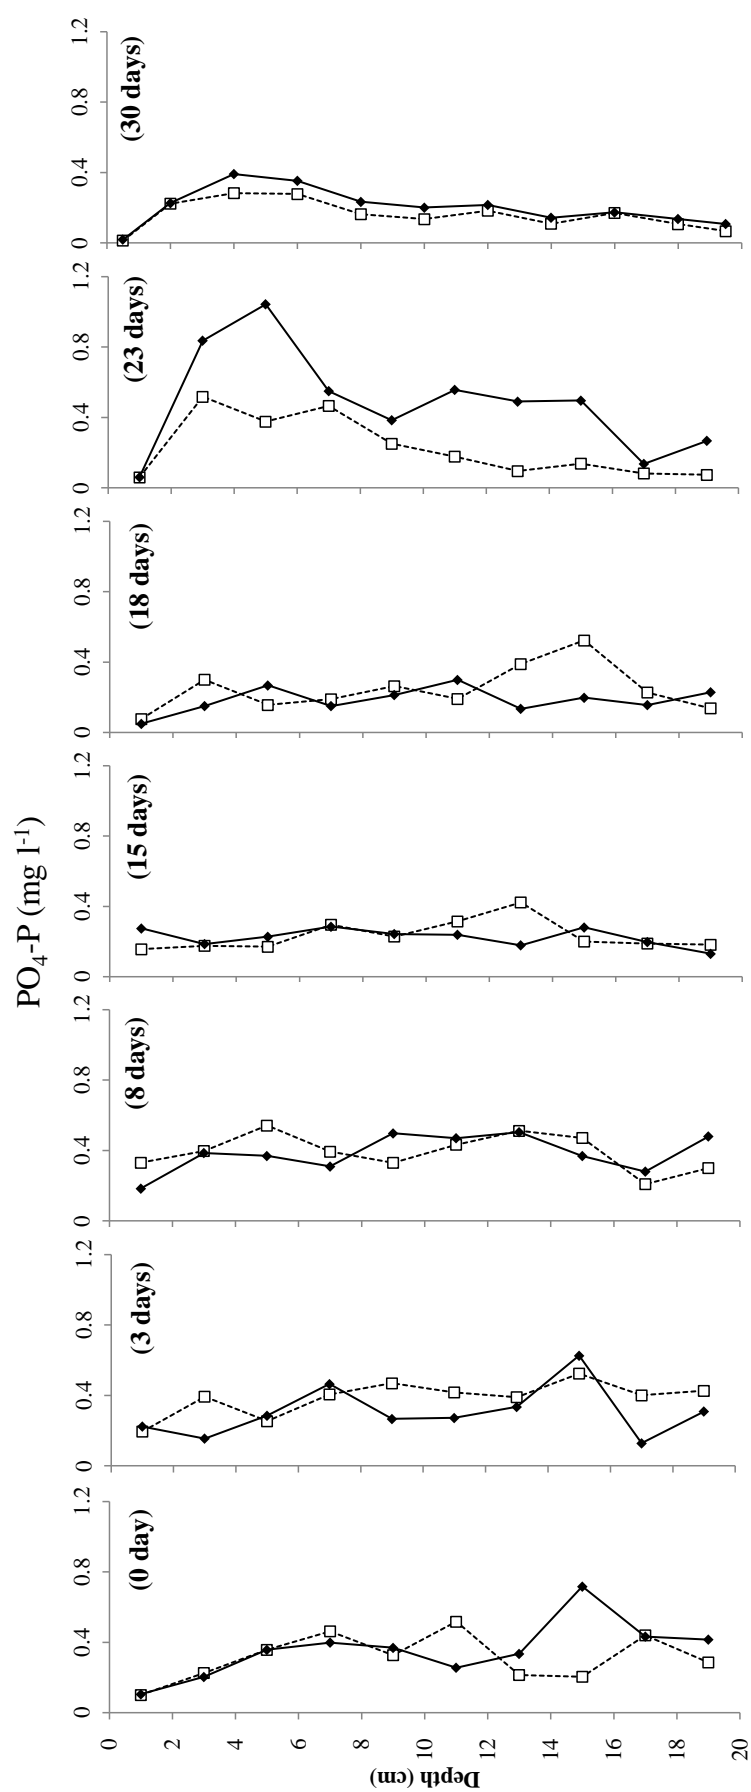 PO4-P (mg l-1)
0 0.4 0.8 1.2
0 0.4 0.8 1.2
0 0.4 0.8 1.2
0 0.4 0.8 1.2
0 0.4 0.8 1.2
0 0.4 0.8 1.2
0 0.4 0.8 1.2
(0 day)
(3 days)
(8 days)
(15 days)
(18 days)
(23 days)
(30 days)
Depth (cm)
0
2
4
6
8
10
12
14
16
18
20